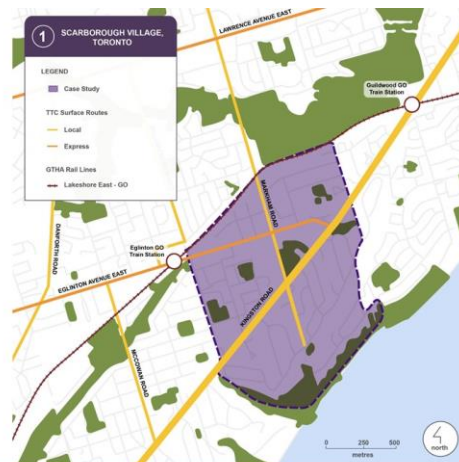 1
SCARBOROUGH VILLAGE,
TORONTO
LEGEND
Case Study
TTC Surface Routes
Local
Express
GTHA Rail Lines
Lakeshore East - GO
LAWRENCE AVENUE EAST
Guildwood GO
Train Station
MARKHAM ROAD
DANFORTH ROAD
Eglinton GO
Train Station
EGLINTON AVENUE EAST
KINGSTON ROAD
MCCOWAN ROAD
0 250 500
metres
north